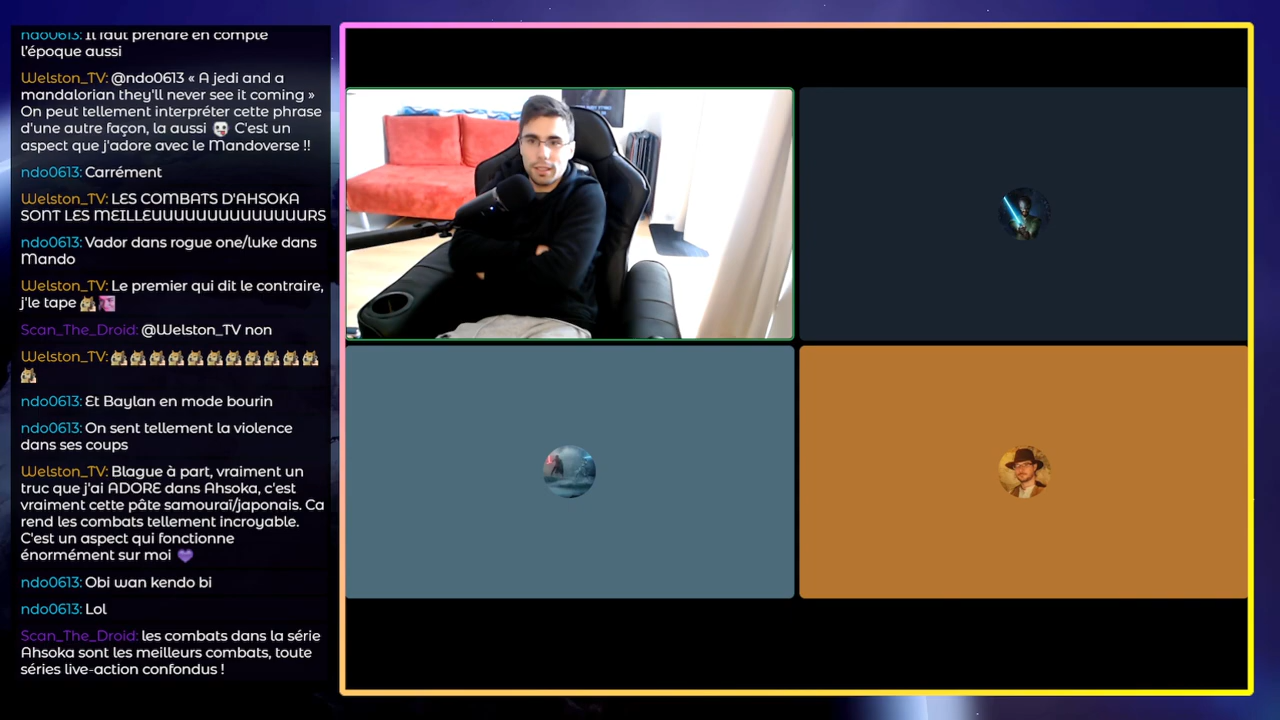 ndo0613: Il faut prendre en compte
l'époque aussi
Welston_TV: @ndo0613 « A jedi and a
mandalorian they'll never see it coming »
On peut tellement interpréter cette phrase
d'une autre façon, la aussi C'est un
aspect que j'adore avec le Mandoverse !!
ndo0613: Carrément
Welston_TV: LES COMBATS D'AHSOKA
SONT LES MEILLEUUUUUUUUUUUUUURS
ndo0613: Vador dans rogue one/luke dans
Mando
Welston_TV: Le premier qui dit le contraire,
j'le tape
Scan_The_Droid: @Welston_TV non
Welston_TV:
ndo0613: Et Baylan en mode bourin
ndo0613: On sent tellement la violence
dans ses coups
Welston_TV: Blague à part, vraiment un
truc que j'ai ADORE dans Ahsoka, c'est
vraiment cette pâte samouraï/japonais. Ca
rend les combats tellement incroyable.
C'est un aspect qui fonctionne
énormément sur moi 💜
ndo0613: Obi wan kendo bi
ndo0613: Lol
Scan_The_Droid: les combats dans la série
Ahsoka sont les meilleurs combats, toute
séries live-action confondus !